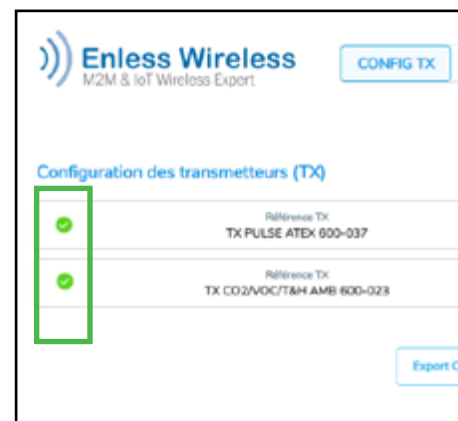 Enless Wireless
M2M & IoT Wireless Expert
CONFIG TX
Configuration des transmetteurs (TX)
Référence TX
TX PULSE ATEX 600-037
Référence TX
TX CO2/VOC/T&H AMB 600-023
Export C